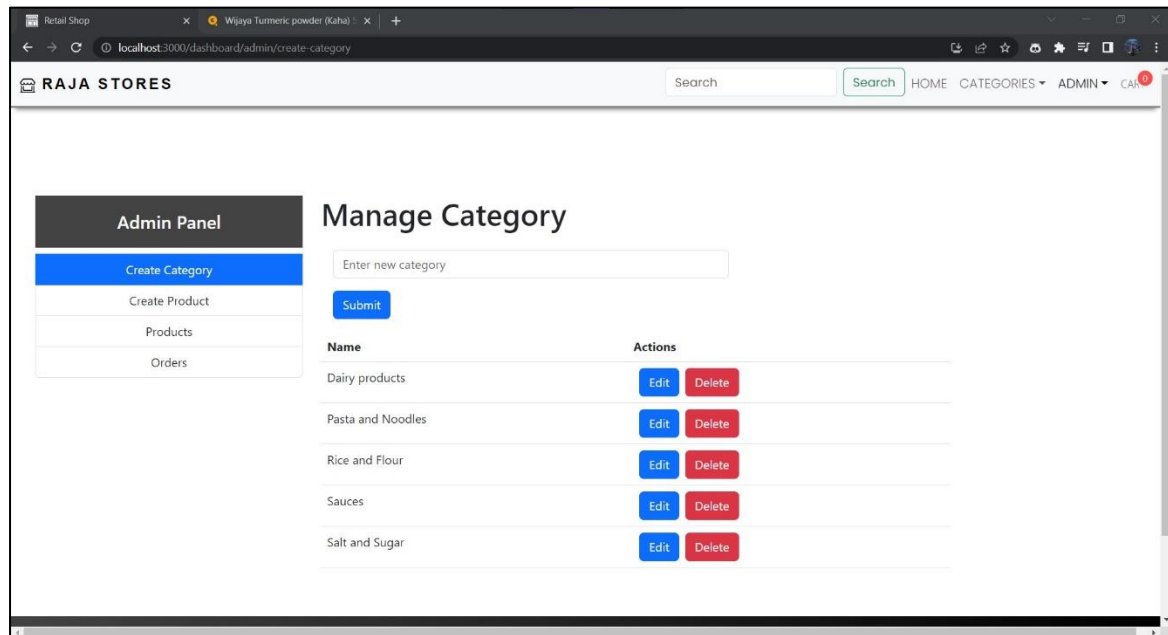 Retail Shop
Wijaya Turmeric powder (Kaha)
localhost:3000/dashboard/admin/create-category
RAJA STORES
Search
Search
HOME
CATEGORIES
ADMIN
CAR
0
Admin Panel
Create Category
Create Product
Products
Orders
Manage Category
Enter new category
Submit
Name Actions
Dairy products Edit Delete
Pasta and Noodles Edit Delete
Rice and Flour Edit Delete
Sauces Edit Delete
Salt and Sugar Edit Delete